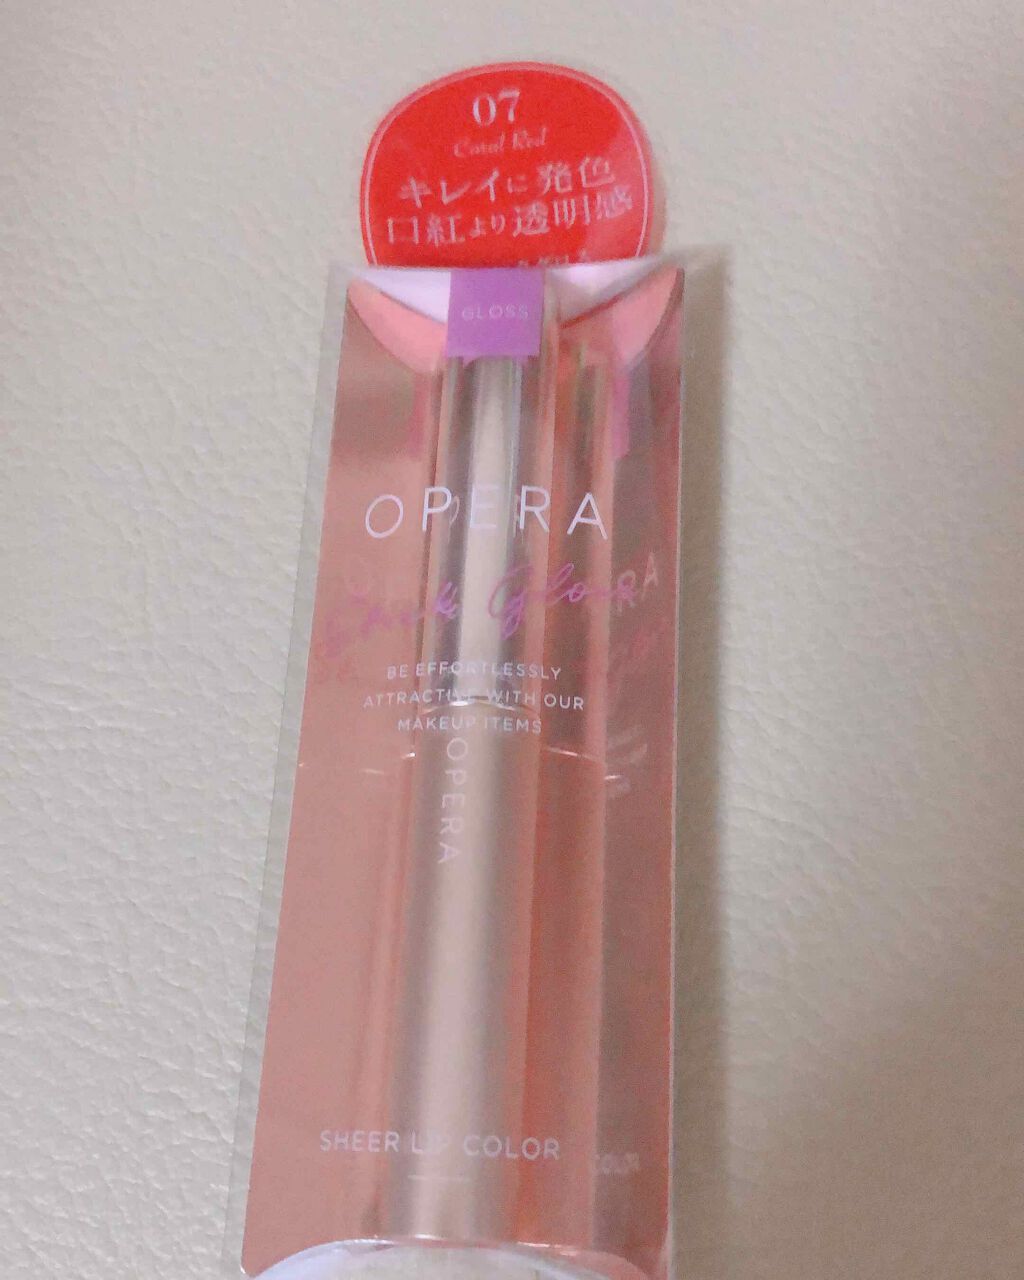 07
Coral Red
キレイに発色
口紅より透明感
GLOSS
OPERA
BE EFFORTLESSLY
ATTRACTIVE WITH OUR
MAKEUP ITEMS
OPERA
SHEER LIP COLOR